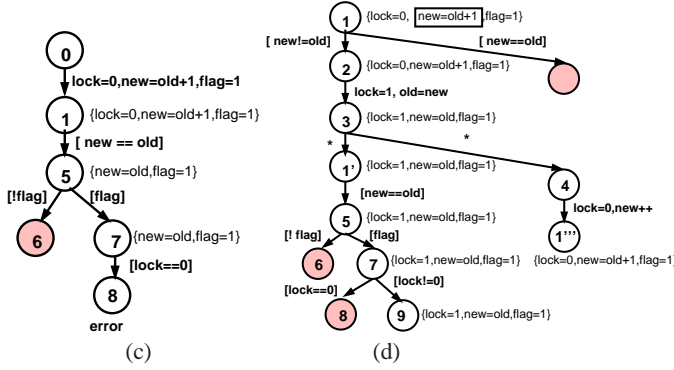 0
lock=0,new=old+1,flag=1
1
{lock=0,new=old+1,flag=1}
[ new == old]
5
{new=old,flag=1}
[!flag]
[flag]
6
7
{new=old,flag=1}
[lock==0]
8
error
(c)
1
{lock=0, new=old+1 ,flag=1}
[ new!=old]
[ new==old]
2
{lock=0,new=old+1,flag=1}
lock=1, old=new
3
{lock=1,new=old,flag=1}
*
*
1'
{lock=1,new=old,flag=1}
4
[new==old]
lock=0,new++
5
{lock=1,new=old,flag=1}
1'''
[! flag]
[flag]
{lock=0,new=old+1,flag=1}
6
7
{lock=1,new=old,flag=1}
[lock==0]
[lock!=0]
8
9
{lock=1,new=old,flag=1}
(d)